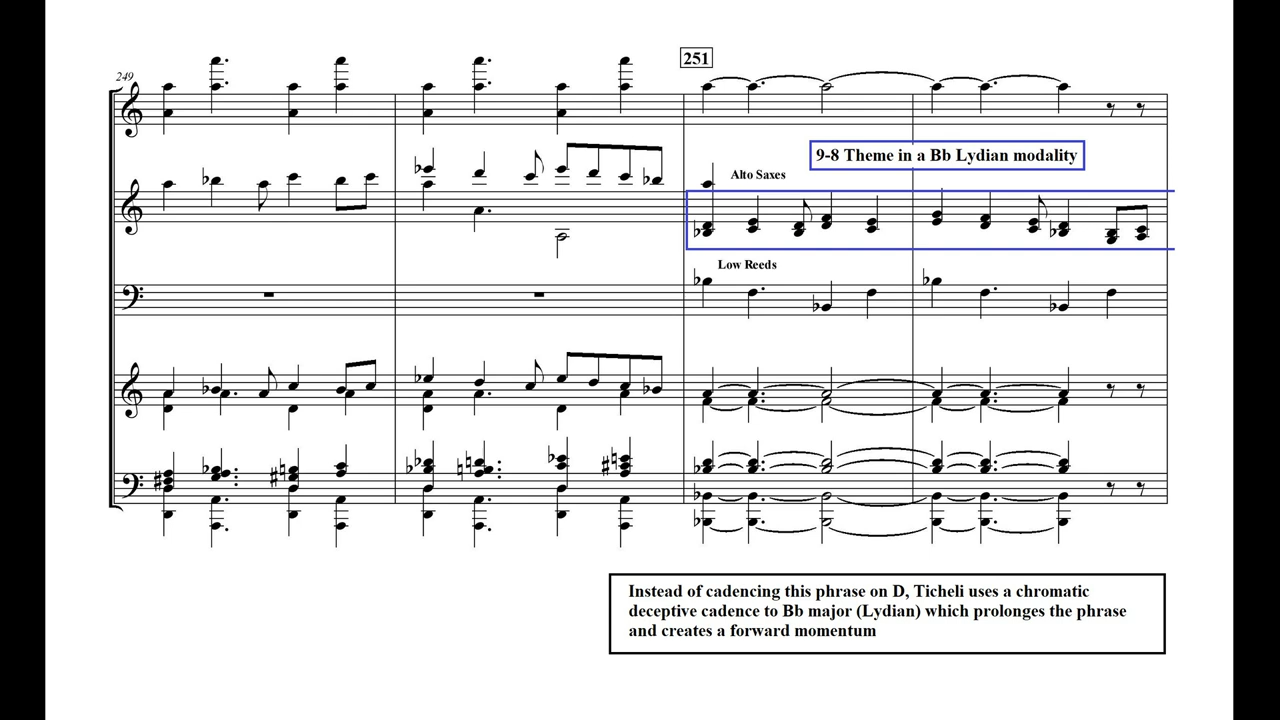 249
251
9-8 Theme in a Bb Lydian modality
Alto Saxes
Low Reeds
Instead of cadencing this phrase on D, Ticheli uses a chromatic
deceptive cadence to Bb major (Lydian) which prolonges the phrase
and creates a forward momentum